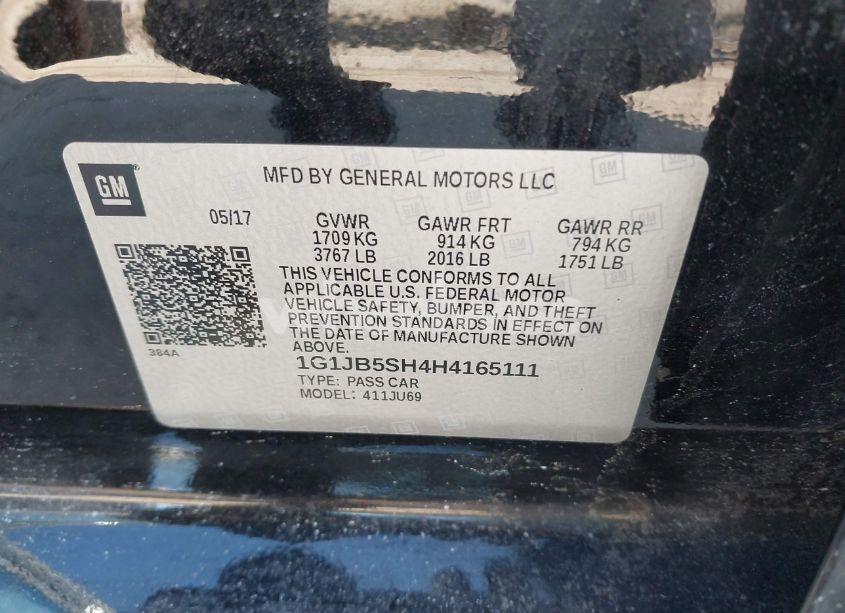 GM
MFD BY GENERAL MOTORS LLC
05/17 GVWR GAWR FRT GAWR RR
1709 KG 914 KG 794 KG
3767 LB 2016 LB 1751 LB
THIS VEHICLE CONFORMS TO ALL
APPLICABLE U.S. FEDERAL MOTOR
VEHICLE SAFETY, BUMPER, AND THEFT
PREVENTION STANDARDS IN EFFECT ON
THE DATE OF MANUFACTURE SHOWN
ABOVE.
384A
1G1JB5SH4H4165111
TYPE: PASS CAR
MODEL: 411JU69